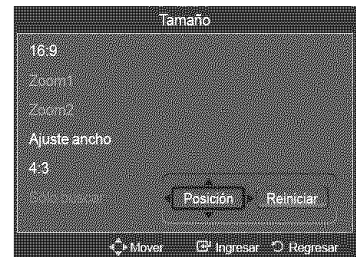 Tamaño
16:9
Zoom1
Zoom2
Ajuste ancho
4:3
Sólo buscar
Posición Reiniciar
Mover Ingresar Regresar